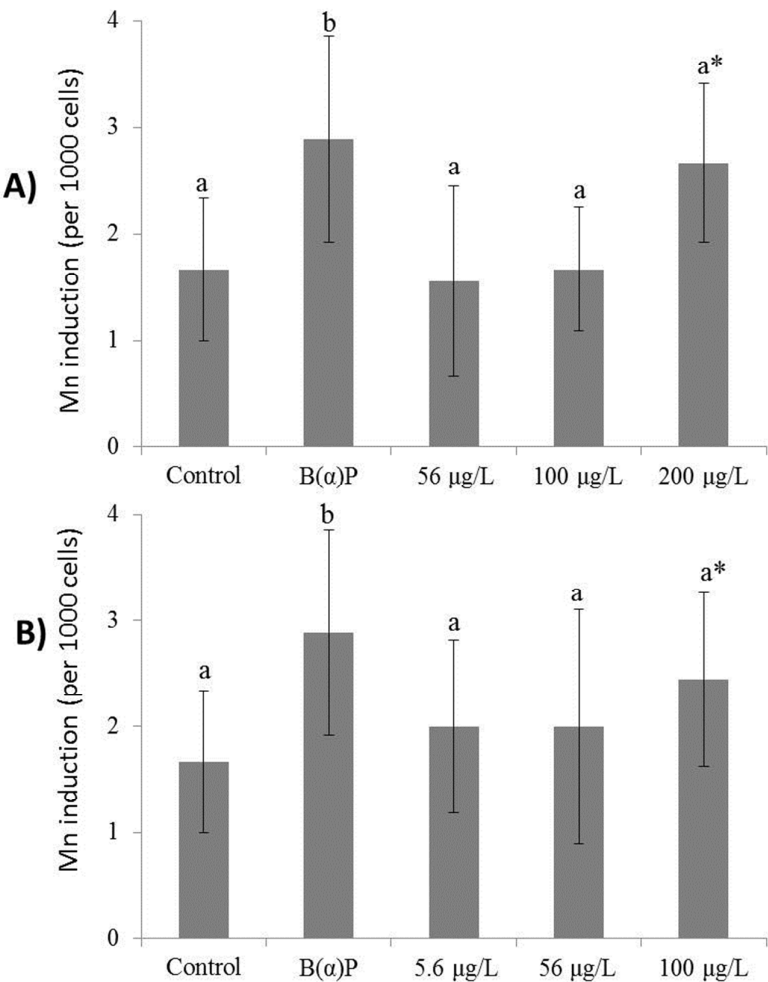 A)
Mn induction (per 1000 cells)
4
3
2
1
0
a
b
a
a
a*
Control B(α)P 56 µg/L 100 µg/L 200 µg/L
B)
Mn induction (per 1000 cells)
4
3
2
1
0
a
b
a
a
a*
Control B(α)P 5.6 µg/L 56 µg/L 100 µg/L